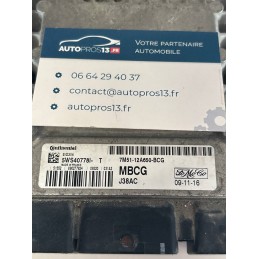 AUTOPROS13.FR
VOTRE PARTENAIRE
AUTOMOBILE
06 64 29 40 37
contact@autopros13.fr
autopros13.fr
Continental
5WS40778I- T
7M51-12A650-BCG
MBCG
J38AC
09-11-16